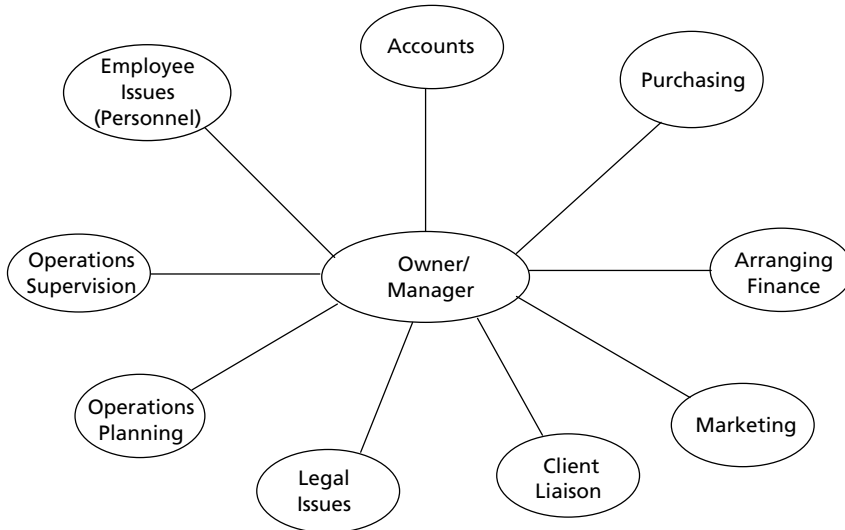 Accounts
Employee
Issues
(Personnel)
Purchasing
Operations
Supervision
Owner/
Manager
Arranging
Finance
Operations
Planning
Marketing
Legal
Issues
Client
Liaison